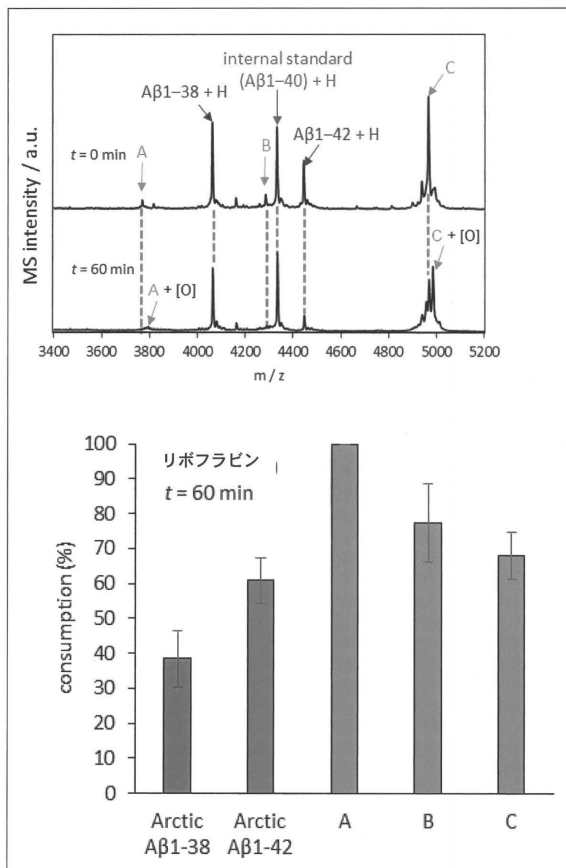 internal standard
(Aβ1–40) + H
C
Aβ1–38 + H
Aβ1–42 + H
A
B
t = 0 min
t = 60 min
A + [O]
C + [O]
MS intensity / a.u.
3400 3600 3800 4000 4200 4400 4600 4800 5000 5200
m / z
リボフラビン
t = 60 min
consumption (%)
100
90
80
70
60
50
40
30
20
10
0
Arctic Arctic A B C
Aβ1-38 Aβ1-42